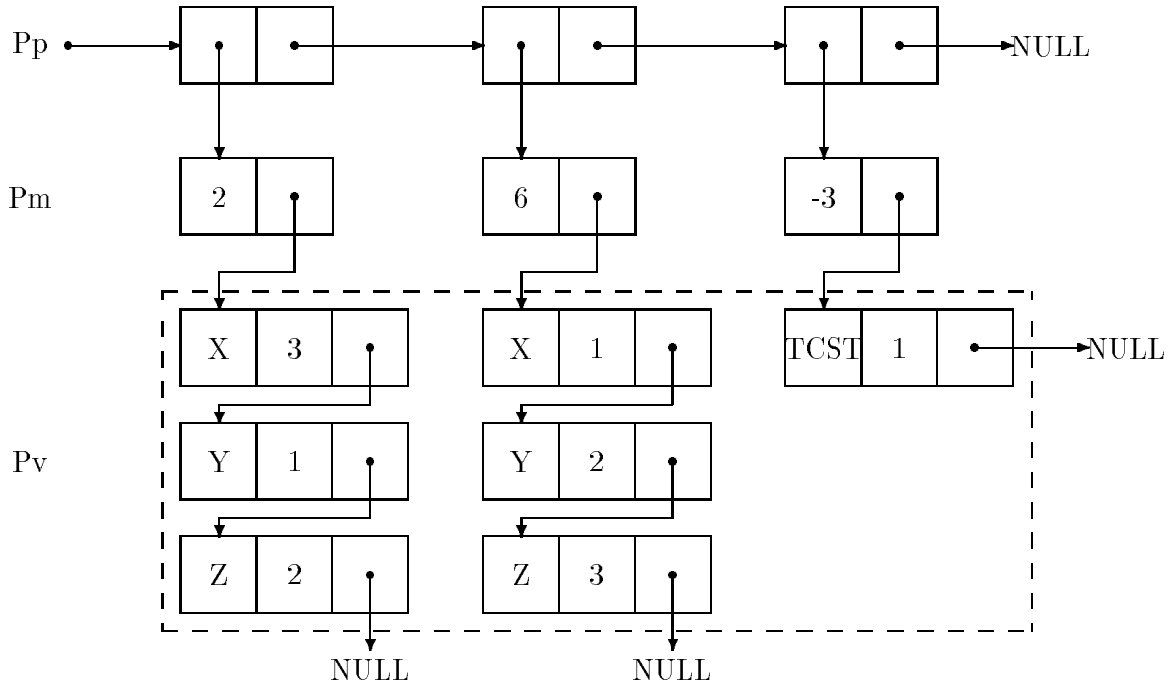 Pp NULL
Pm 2 6 -3
X 3 X 1 TCST 1 NULL
Pv Y 1 Y 2
Z 2 Z 3
NULL NULL